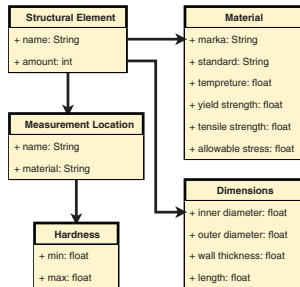 Structural Element
+ name: String
+ amount: int
Material
+ marka: String
+ standard: String
+ tempreture: float
+ yield strength: float
+ tensile strength: float
+ allowable stress: float
Measurement Location
+ name: String
+ material: String
Dimensions
+ inner diameter: float
+ outer diameter: float
+ wall thickness: float
+ length: float
Hardness
+ min: float
+ max: float